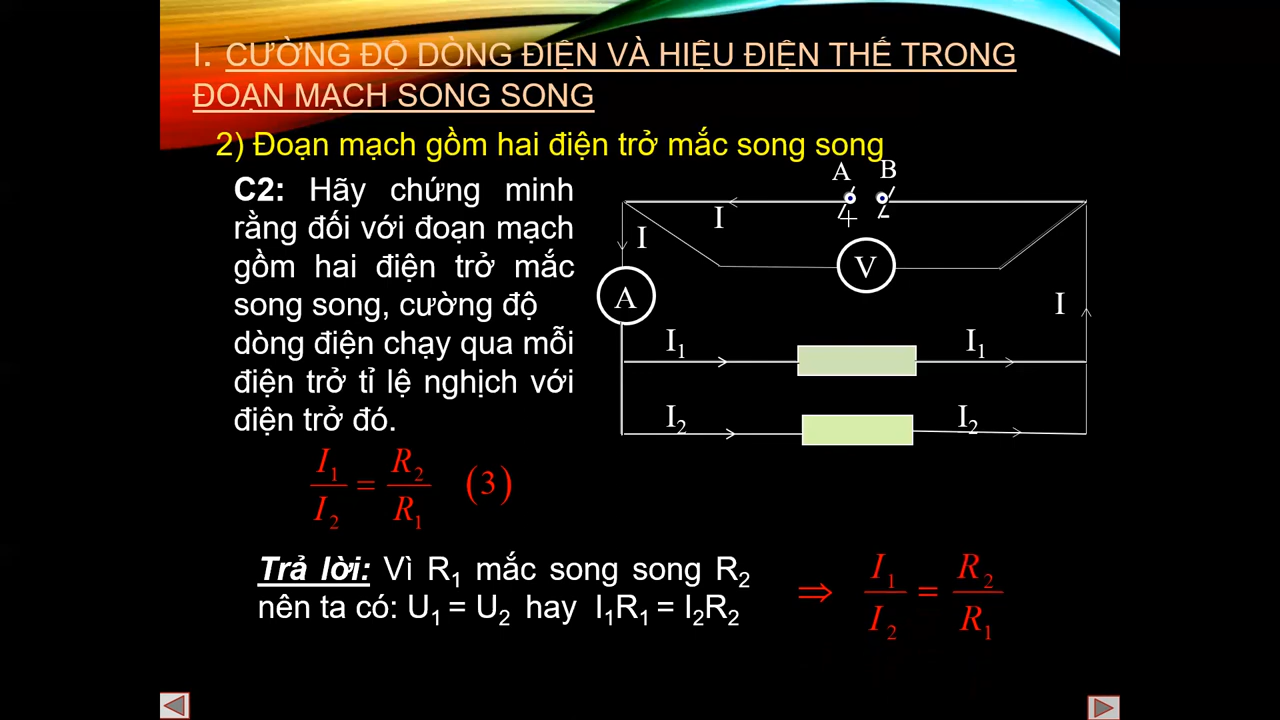 I. CƯỜNG ĐỘ DÒNG ĐIỆN VÀ HIỆU ĐIỆN THẾ TRONG
ĐOẠN MẠCH SONG SONG
2) Đoạn mạch gồm hai điện trở mắc song song
C2: Hãy chứng minh
rằng đối với đoạn mạch
gồm hai điện trở mắc
song song, cường độ
dòng điện chạy qua mỗi
điện trở tỉ lệ nghịch với
điện trở đó.
I₁/I₂ = R₂/R₁ (3)
A B
+ -
I
I
V
A
I
I₁ I₁
I₂ I₂
Trả lời: Vì R₁ mắc song song R₂
nên ta có: U₁ = U₂ hay I₁R₁ = I₂R₂
⇒ I₁/I₂ = R₂/R₁